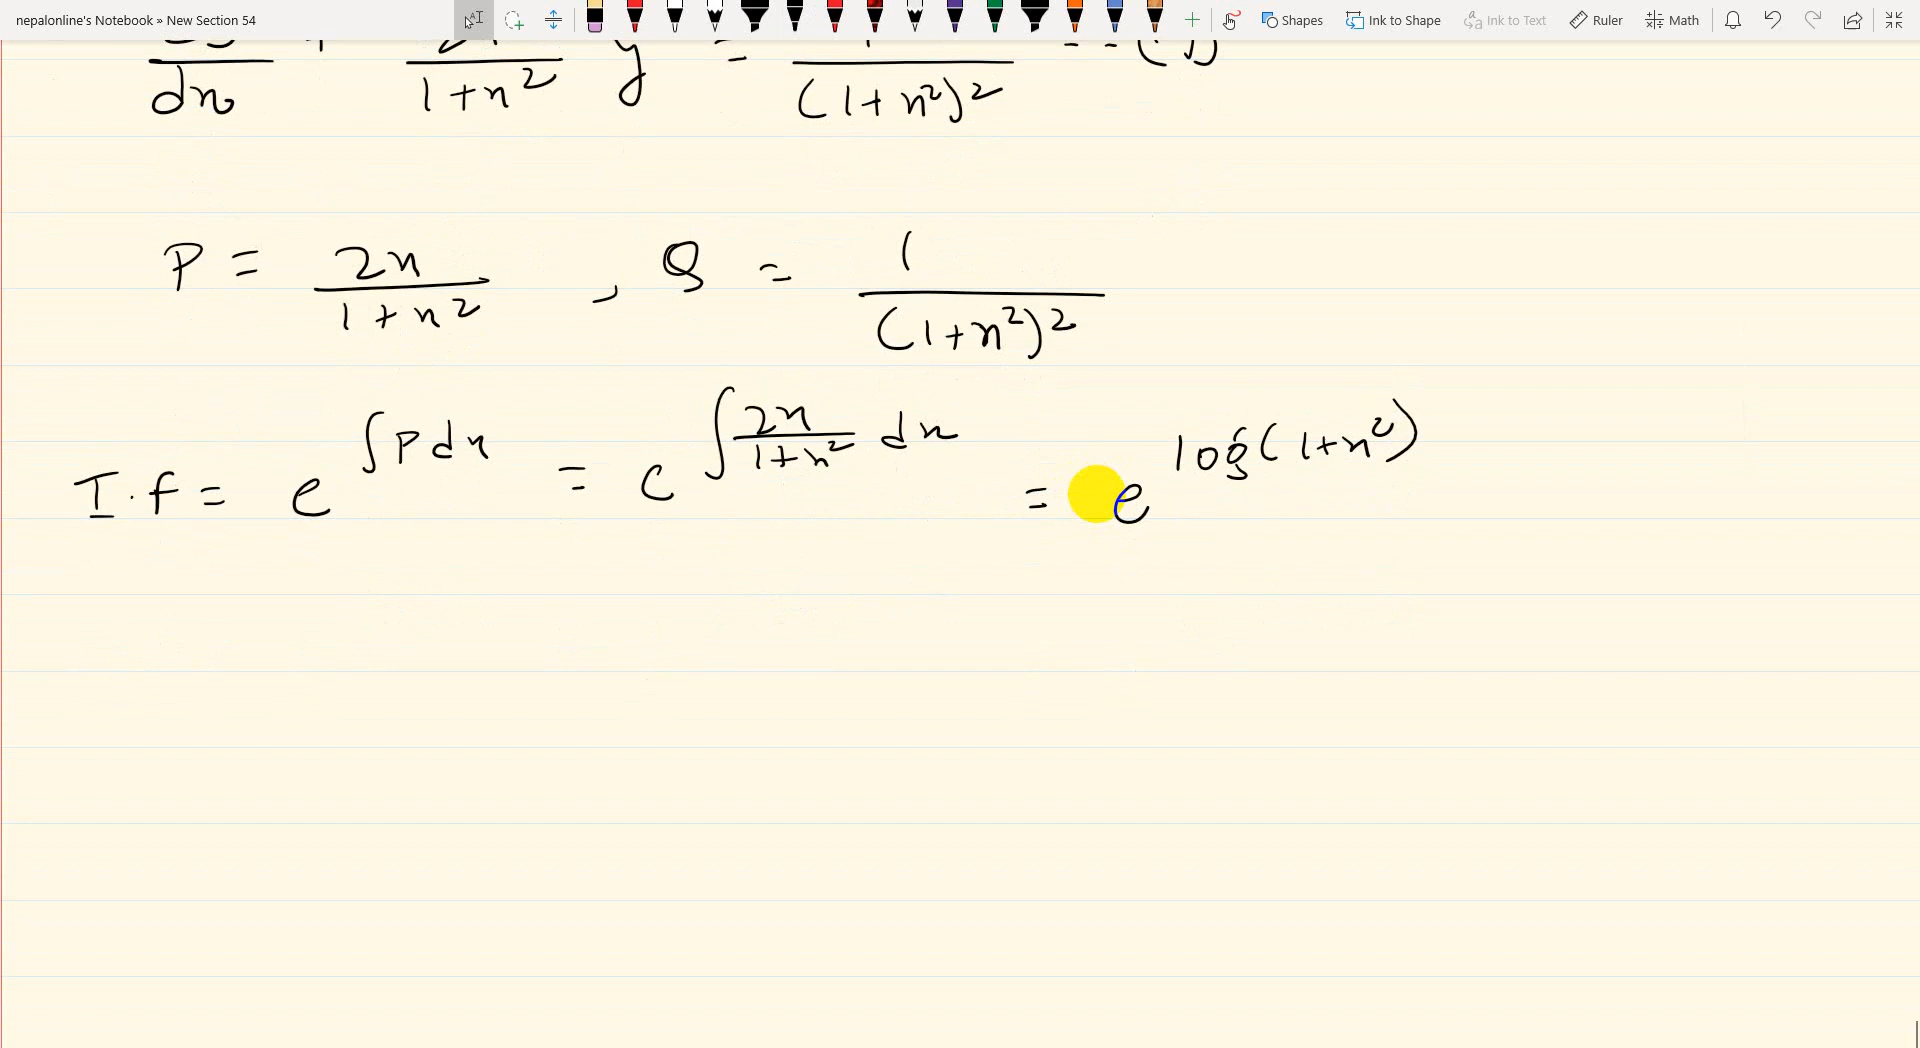 nepalonline's Notebook » New Section 54 Shapes Ink to Shape Ink to Text Ruler Math
dx 1+x² y = (1+x²)²
P = 2x / 1+x² , Q = 1 / (1+x²)²
I.f = e^∫Pdx = e^∫2x/1+x² dx = e^log(1+x²)